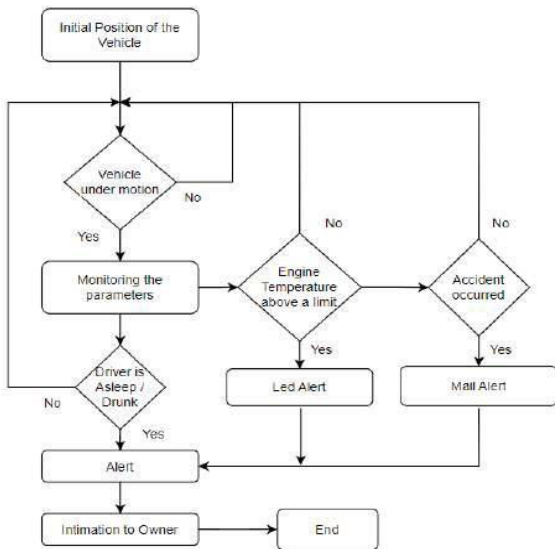 Initial Position of the
Vehicle
Vehicle
under motion
No
Yes
Monitoring the
parameters
Engine
Temperature
above a limit
No
Accident
occurred
No
Driver is
Asleep /
Drunk
No
Yes
Yes
Led Alert
Yes
Mail Alert
Alert
Intimation to Owner
End